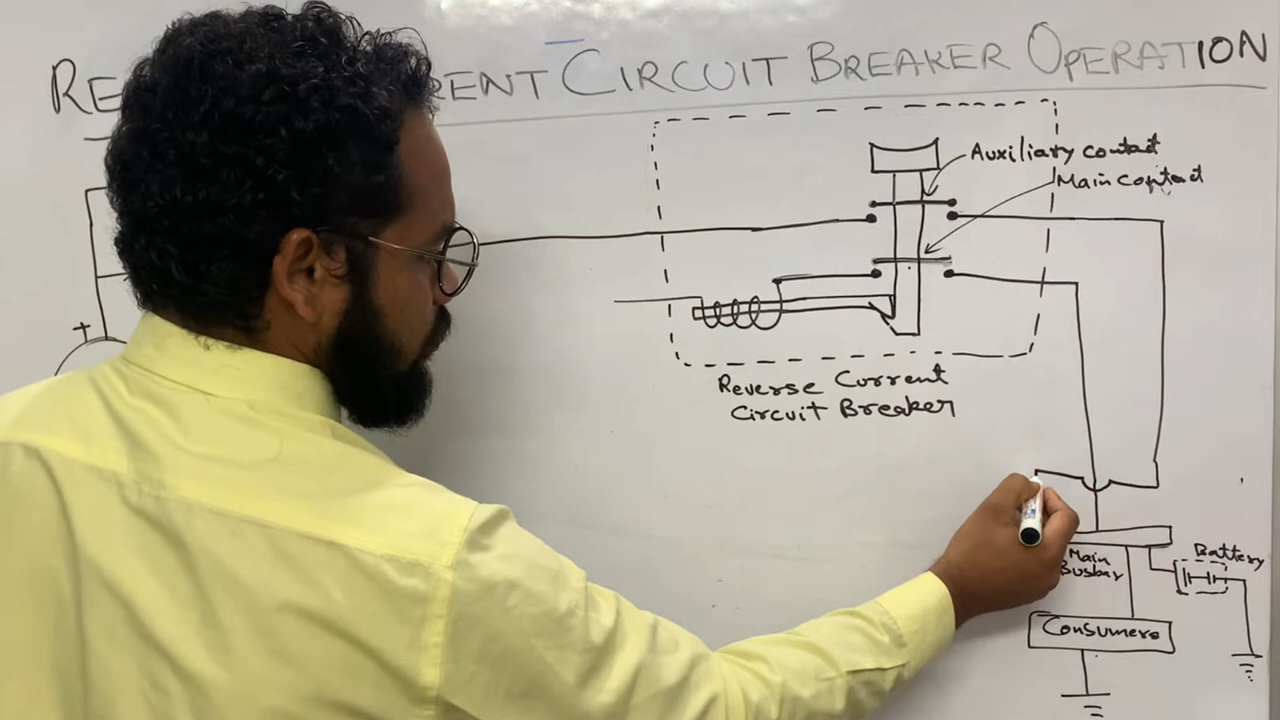 RE RENT CIRCUIT BREAKER OPERATION
Auxiliary contact
Main contact
+
Reverse Current
Circuit Breaker
Main
Busbar
Battery
Consumers